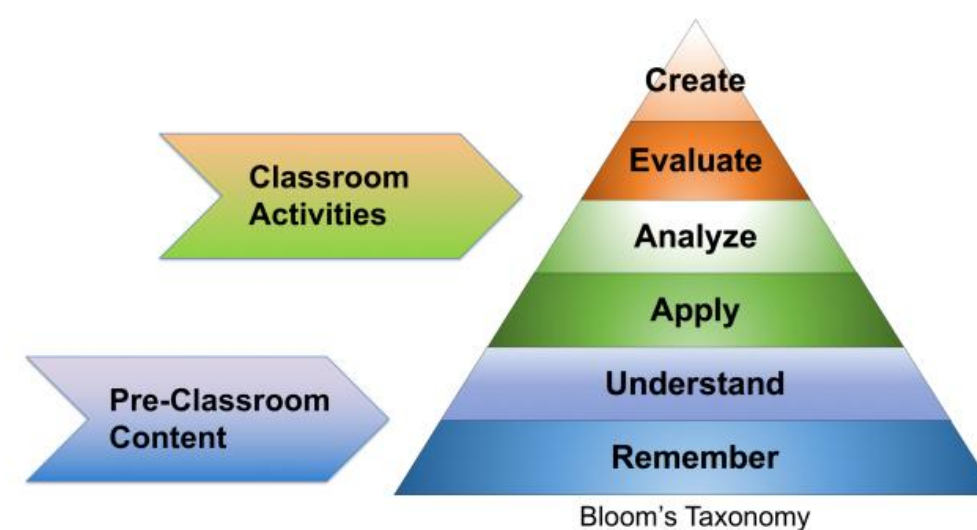 Create
Evaluate
Classroom
Activities
Analyze
Apply
Pre-Classroom
Content
Understand
Remember
Bloom's Taxonomy